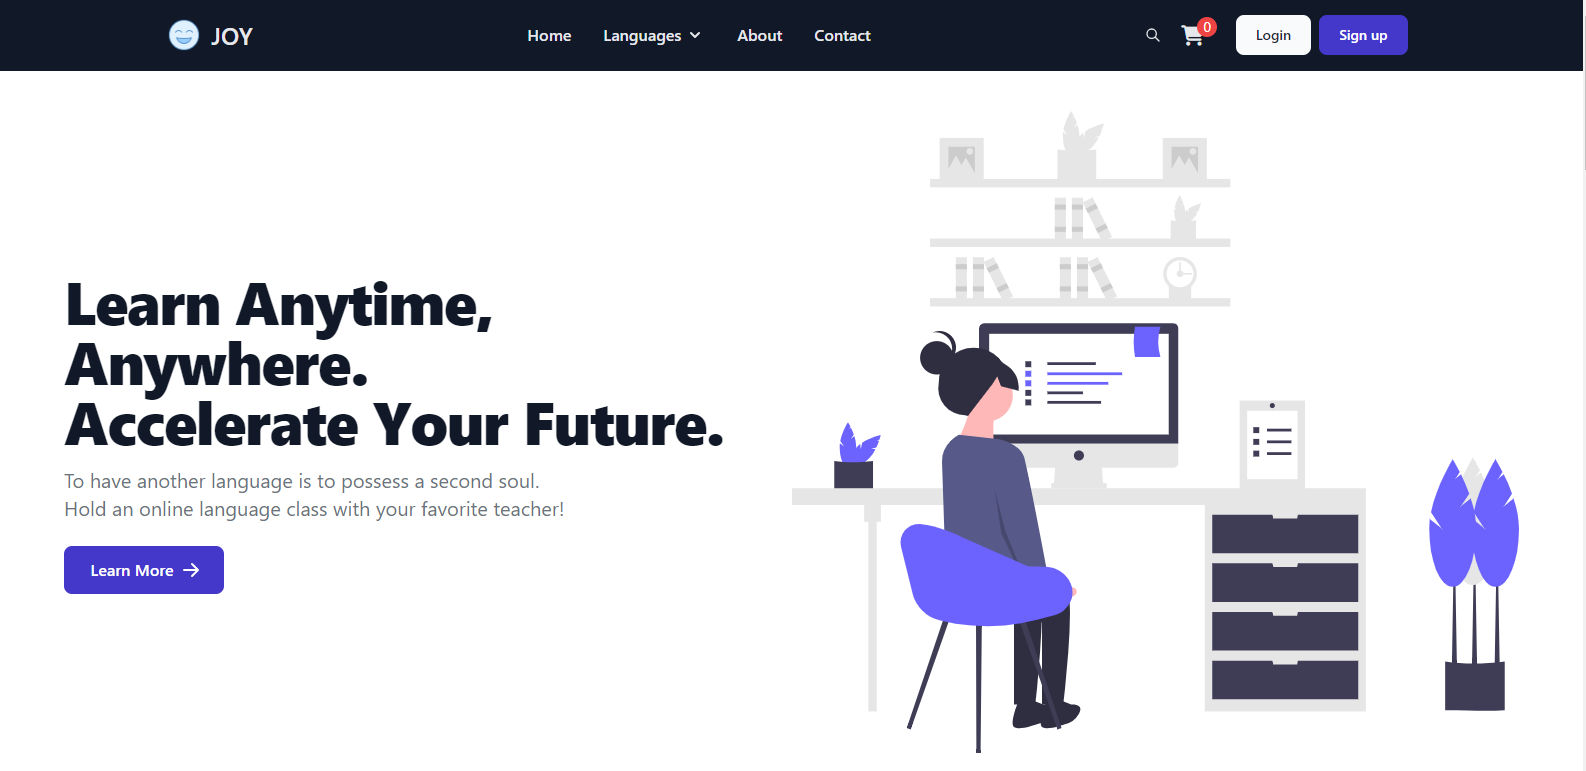 JOY
Home
Languages
About
Contact
0
Login
Sign up
Learn Anytime,
Anywhere.
Accelerate Your Future.
To have another language is to possess a second soul.
Hold an online language class with your favorite teacher!
Learn More